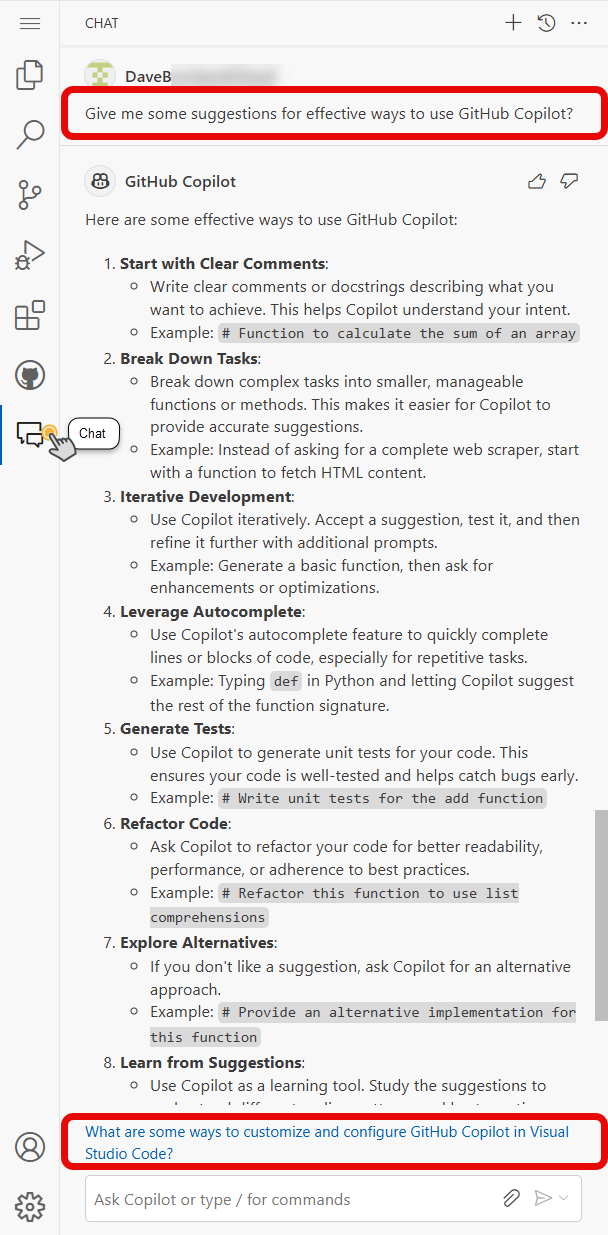 CHAT
DaveB
Give me some suggestions for effective ways to use GitHub Copilot?
GitHub Copilot
Here are some effective ways to use GitHub Copilot:
1. Start with Clear Comments:
Write clear comments or docstrings describing what you
want to achieve. This helps Copilot understand your intent.
Example: # Function to calculate the sum of an array
2. Break Down Tasks:
Break down complex tasks into smaller, manageable
functions or methods. This makes it easier for Copilot to
provide accurate suggestions.
Chat
Example: Instead of asking for a complete web scraper, start
with a function to fetch HTML content.
3. Iterative Development:
Use Copilot iteratively. Accept a suggestion, test it, and then
refine it further with additional prompts.
Example: Generate a basic function, then ask for
enhancements or optimizations.
4. Leverage Autocomplete:
Use Copilot's autocomplete feature to quickly complete
lines or blocks of code, especially for repetitive tasks.
Example: Typing def in Python and letting Copilot suggest
the rest of the function signature.
5. Generate Tests:
Use Copilot to generate unit tests for your code. This
ensures your code is well-tested and helps catch bugs early.
Example: # Write unit tests for the add function
6. Refactor Code:
Ask Copilot to refactor your code for better readability,
performance, or adherence to best practices.
Example: # Refactor this function to use list
comprehensions
7. Explore Alternatives:
If you don't like a suggestion, ask Copilot for an alternative
approach.
Example: # Provide an alternative implementation for
this function
8. Learn from Suggestions:
Use Copilot as a learning tool. Study the suggestions to
What are some ways to customize and configure GitHub Copilot in Visual
Studio Code?
Ask Copilot or type / for commands